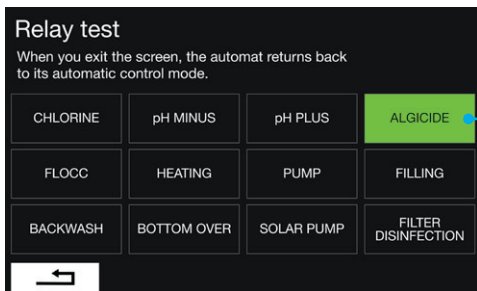 Relay test
When you exit the screen, the automat returns back
to its automatic control mode.
CHLORINE pH MINUS pH PLUS ALGICIDE
FLOCC HEATING PUMP FILLING
BACKWASH BOTTOM OVER SOLAR PUMP FILTER
DISINFECTION